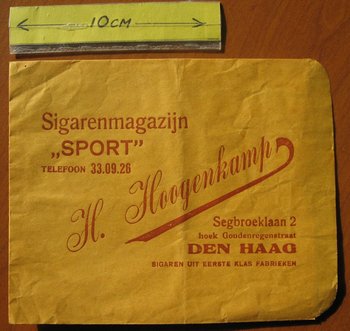 10CM
Sigarenmagazijn
„SPORT”
TELEFOON 33.09.26
H. Hoogenkamp
Segbroeklaan 2
hoek Goudenregenstraat
DEN HAAG
SIGAREN UIT EERSTE KLAS FABRIEKEN